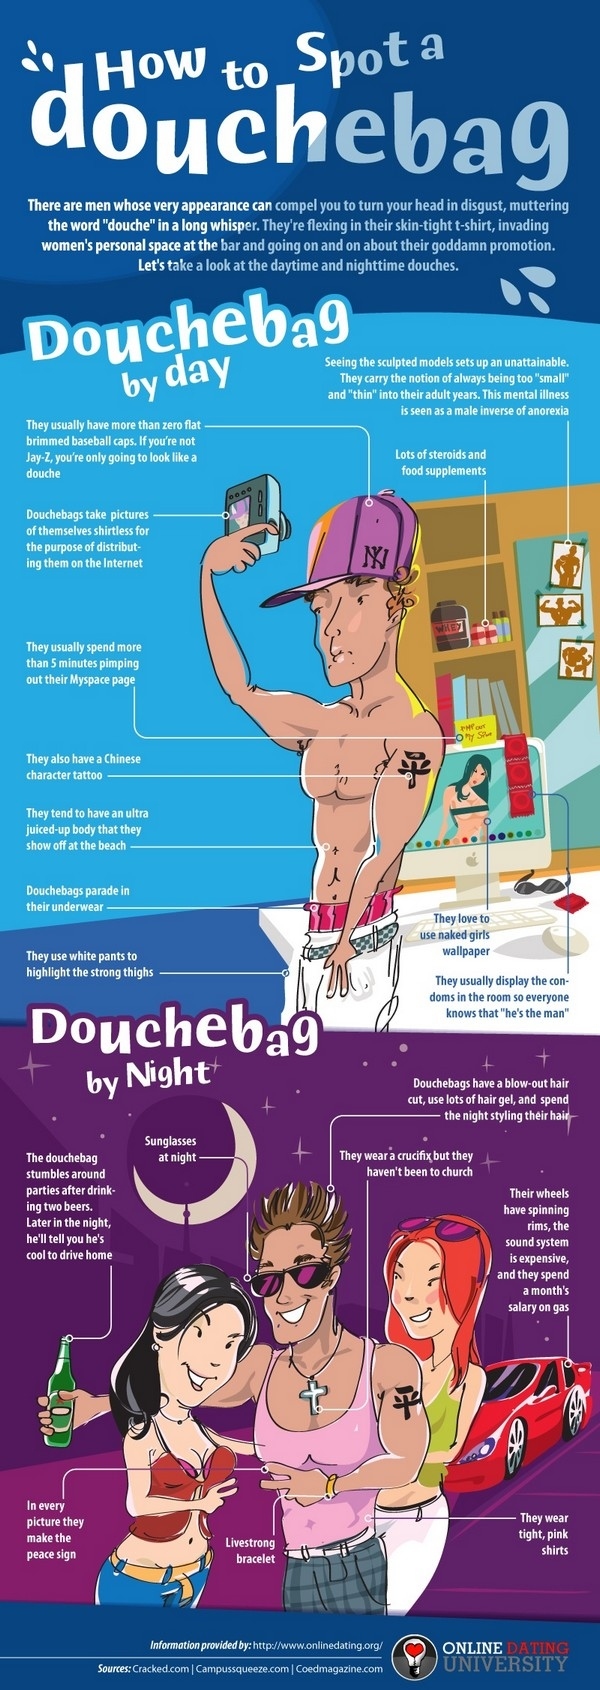 How to Spot a
douchebag
There are men whose very appearance can compel you to turn your head in disgust, muttering
the word "douche" in a long whisper. They're flexing in their skin-tight t-shirt, invading
women's personal space at the bar and going on and on about their goddamn promotion.
Let's take a look at the daytime and nighttime douches.
Douchebag
by day
Seeing the sculpted models sets up an unattainable.
They carry the notion of always being too "small"
and "thin" into their adult years. This mental illness
is seen as a male inverse of anorexia
They usually have more than zero flat
brimmed baseball caps. If you're not
Jay-Z, you're only going to look like a
douche
Lots of steroids and
food supplements
Douchebags take pictures
of themselves shirtless for
the purpose of distribut-
ing them on the Internet
NY
WHEY
They usually spend more
than 5 minutes pimping
out their Myspace page
PIMP OUT
My Site
They also have a Chinese
character tattoo
They tend to have an ultra
juiced-up body that they
show off at the beach
Douchebags parade in
their underwear
They love to
use naked girls
wallpaper
They use white pants to
highlight the strong thighs
They usually display the con-
doms in the room so everyone
knows that "he's the man"
Douchebag
by Night
Douchebags have a blow-out hair
cut, use lots of hair gel, and spend
the night styling their hair
Sunglasses
at night
They wear a crucifix but they
haven't been to church
The douchebag
stumbles around
parties after drink-
ing two beers.
Later in the night,
he'll tell you he's
cool to drive home
Their wheels
have spinning
rims, the
sound system
is expensive,
and they spend
a month's
salary on gas
In every
picture they
make the
peace sign
Livestrong
bracelet
They wear
tight, pink
shirts
Information provided by: http://www.onlinedating.org/
Sources: Cracked.com | Campussqueeze.com | Coedmagazine.com
ONLINE DATING
UNIVERSITY